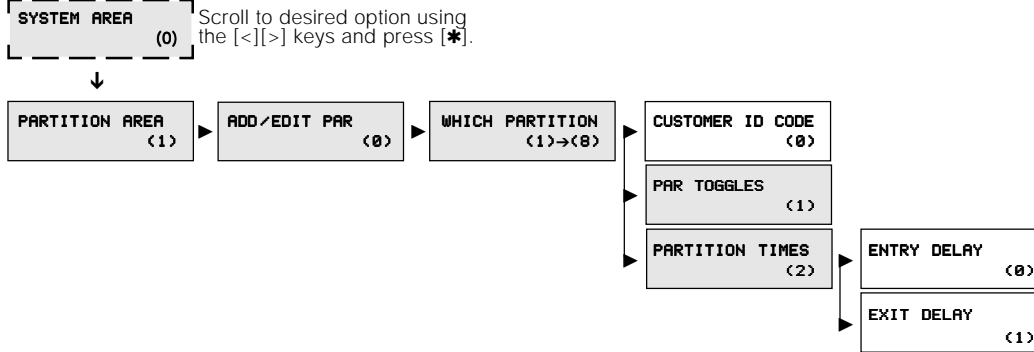 SYSTEM AREA
(0)
Scroll to desired option using
the [<][>] keys and press [✱].
PARTITION AREA
(1)
ADD/EDIT PAR
(0)
WHICH PARTITION
(1)→(8)
CUSTOMER ID CODE
(0)
PAR TOGGLES
(1)
PARTITION TIMES
(2)
ENTRY DELAY
(0)
EXIT DELAY
(1)